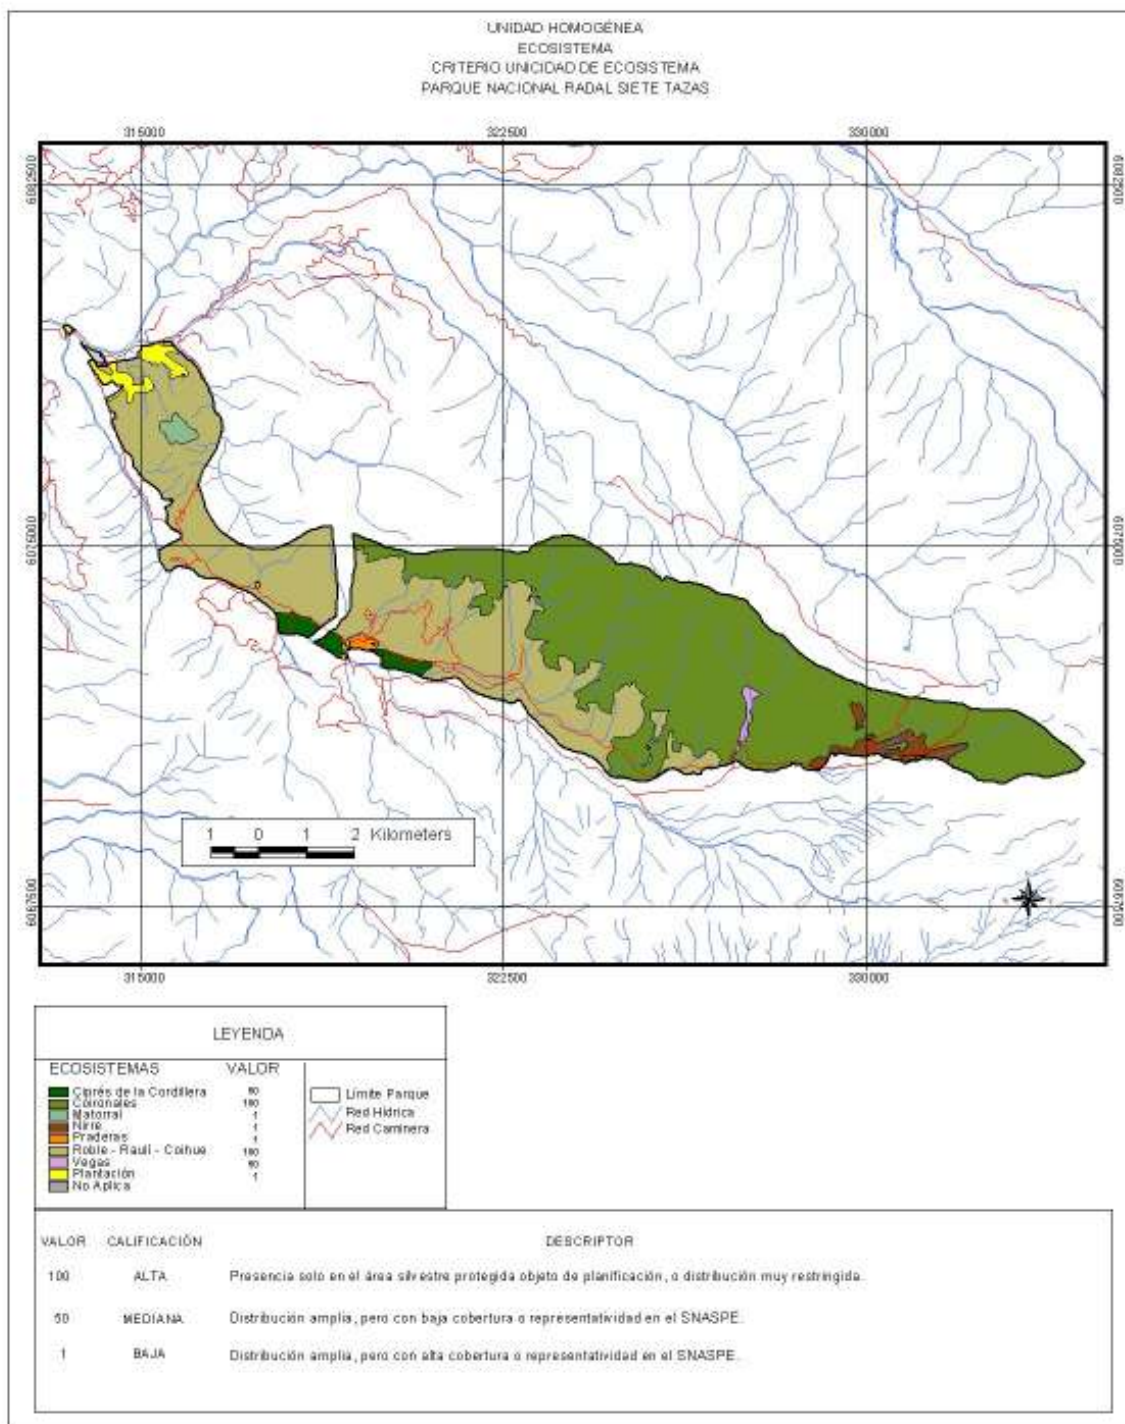 UNIDAD HOMOGÉNEA
ECOSISTEMA
CRITERIO UNICIDAD DE ECOSISTEMA
PARQUE NACIONAL RADAL SIETE TAZAS
315000 322500 330000
6082500 6082500
6075000 6075000
6067500 6067500
1 0 1 2 Kilometers
315000 322500 330000
LEYENDA
ECOSISTEMAS VALOR
Ciprés de la Cordillera 50
Coironales 100
Matorral 1
Ñirre 1
Praderas 1
Roble - Raulí - Coihue 100
Vegas 50
Plantación 1
No Aplica
Límite Parque
Red Hídrica
Red Caminera
VALOR CALIFICACIÓN DESCRIPTOR
100 ALTA Presencia solo en el área silvestre protegida objeto de planificación, o distribución muy restringida.
50 MEDIANA Distribución amplia, pero con baja cobertura o representatividad en el SNASPE.
1 BAJA Distribución amplia, pero con alta cobertura o representatividad en el SNASPE.